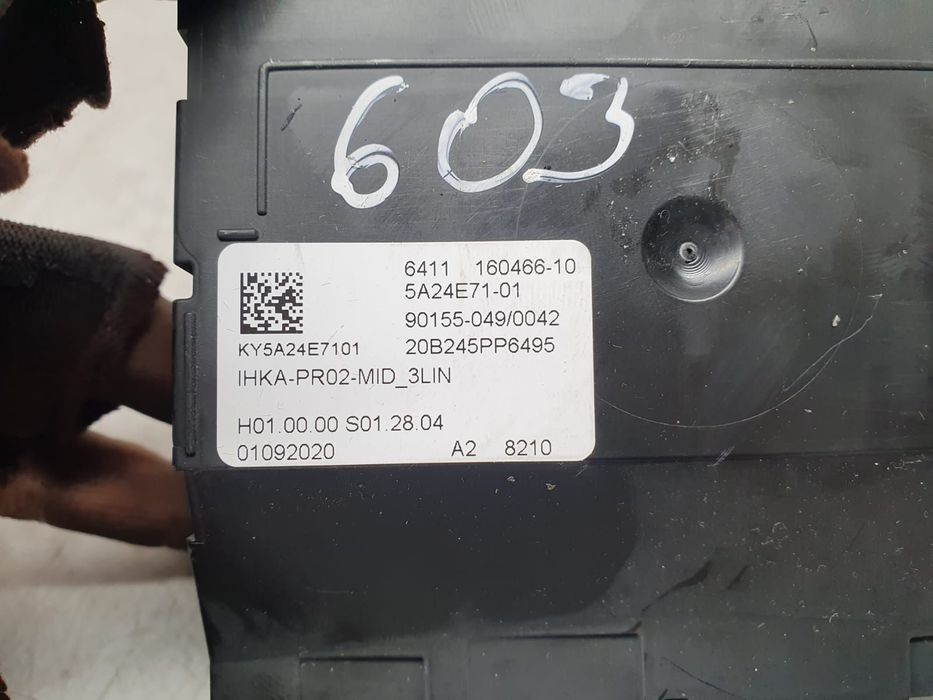 603
6411 160466-10
5A24E71-01
90155-049/0042
KY5A24E7101 20B245PP6495
IHKA-PR02-MID_3LIN
H01.00.00 S01.28.04
01092020 A2 8210